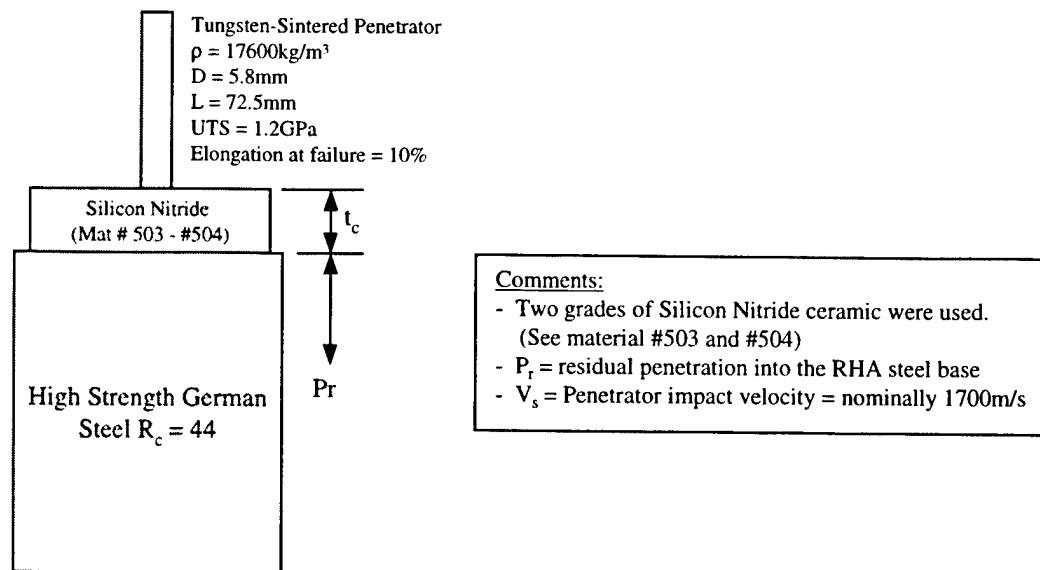 Tungsten-Sintered Penetrator
ρ = 17600kg/m³
D = 5.8mm
L = 72.5mm
UTS = 1.2GPa
Elongation at failure = 10%
Silicon Nitride
(Mat # 503 - #504)
t_c
Pr
High Strength German
Steel R_c = 44
Comments:
- Two grades of Silicon Nitride ceramic were used.
(See material #503 and #504)
- P_r = residual penetration into the RHA steel base
- V_s = Penetrator impact velocity = nominally 1700m/s